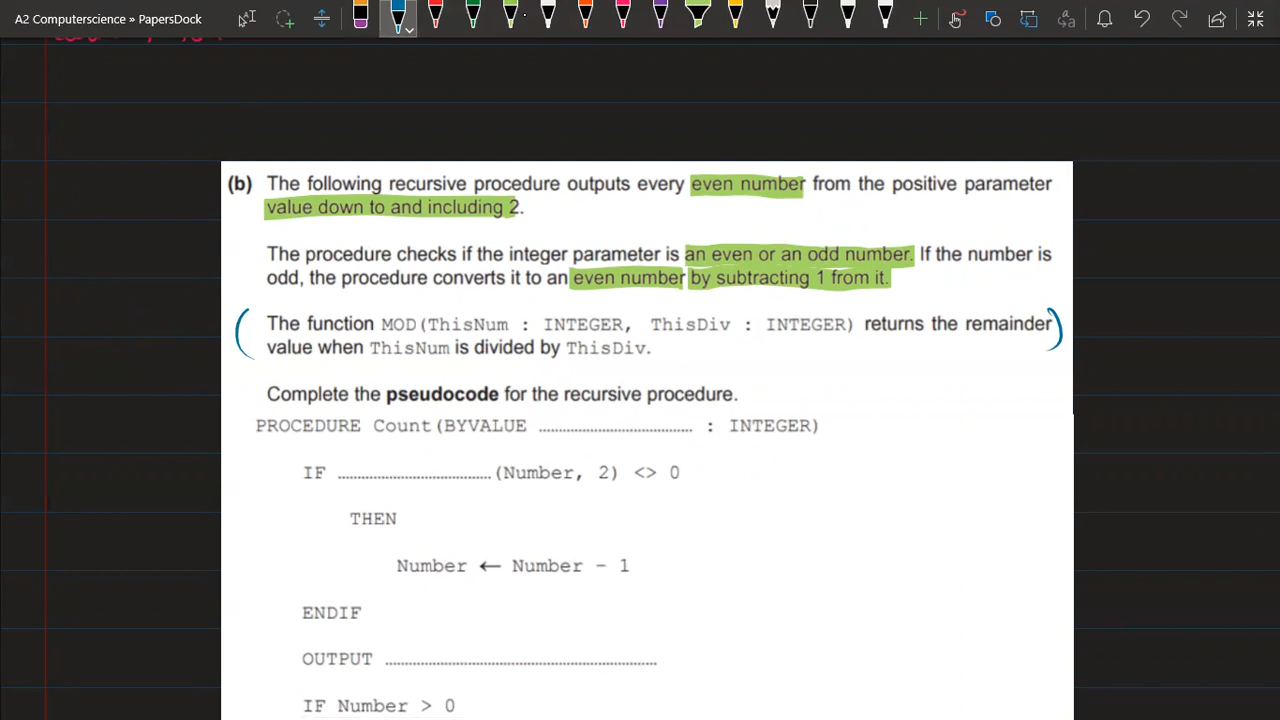 A2 Computerscience » PapersDock
(b) The following recursive procedure outputs every even number from the positive parameter
value down to and including 2.
The procedure checks if the integer parameter is an even or an odd number. If the number is
odd, the procedure converts it to an even number by subtracting 1 from it.
The function MOD(ThisNum : INTEGER, ThisDiv : INTEGER) returns the remainder
value when ThisNum is divided by ThisDiv.
Complete the pseudocode for the recursive procedure.
PROCEDURE Count(BYVALUE ........................................ : INTEGER)
IF ........................................(Number, 2) <> 0
THEN
Number ← Number - 1
ENDIF
OUTPUT ......................................................................
IF Number > 0